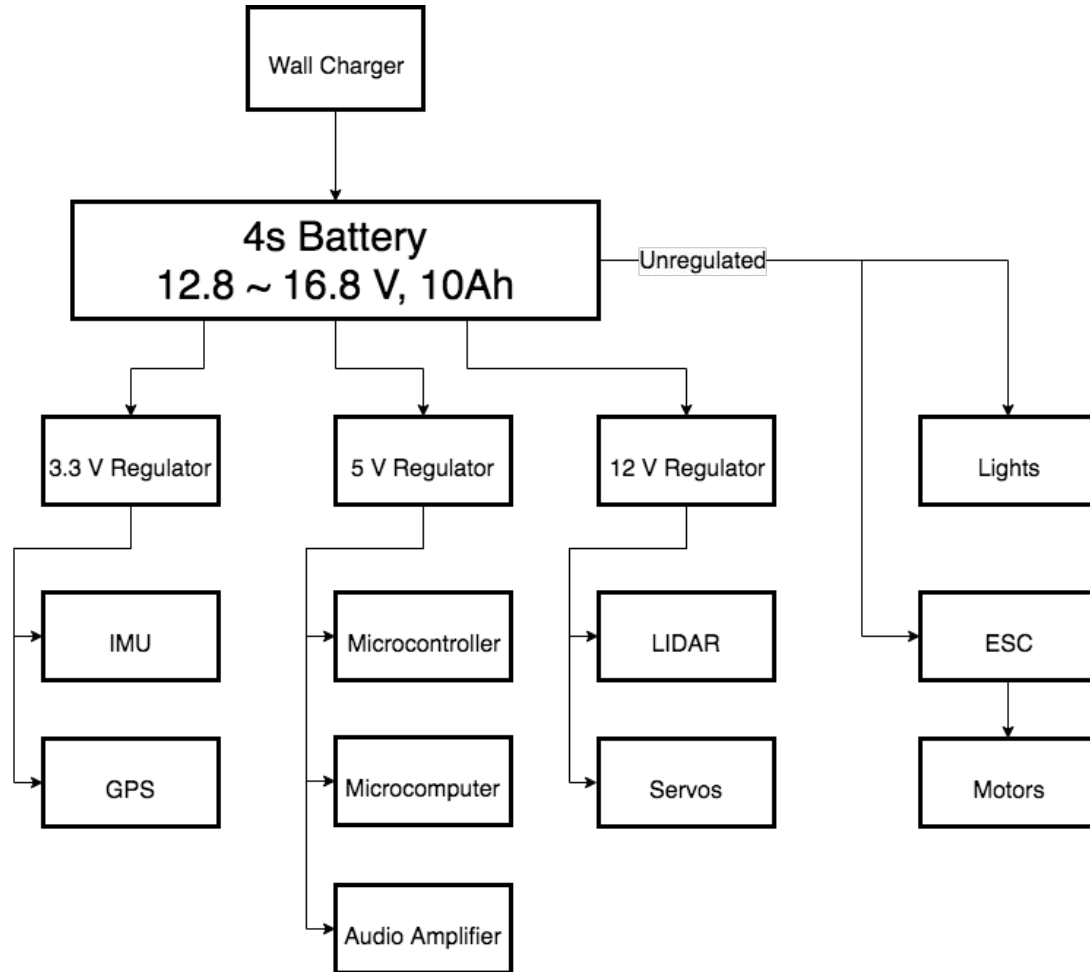 Wall Charger
4s Battery
12.8 ~ 16.8 V, 10Ah
Unregulated
3.3 V Regulator
5 V Regulator
12 V Regulator
Lights
IMU
Microcontroller
LIDAR
ESC
GPS
Microcomputer
Servos
Motors
Audio Amplifier